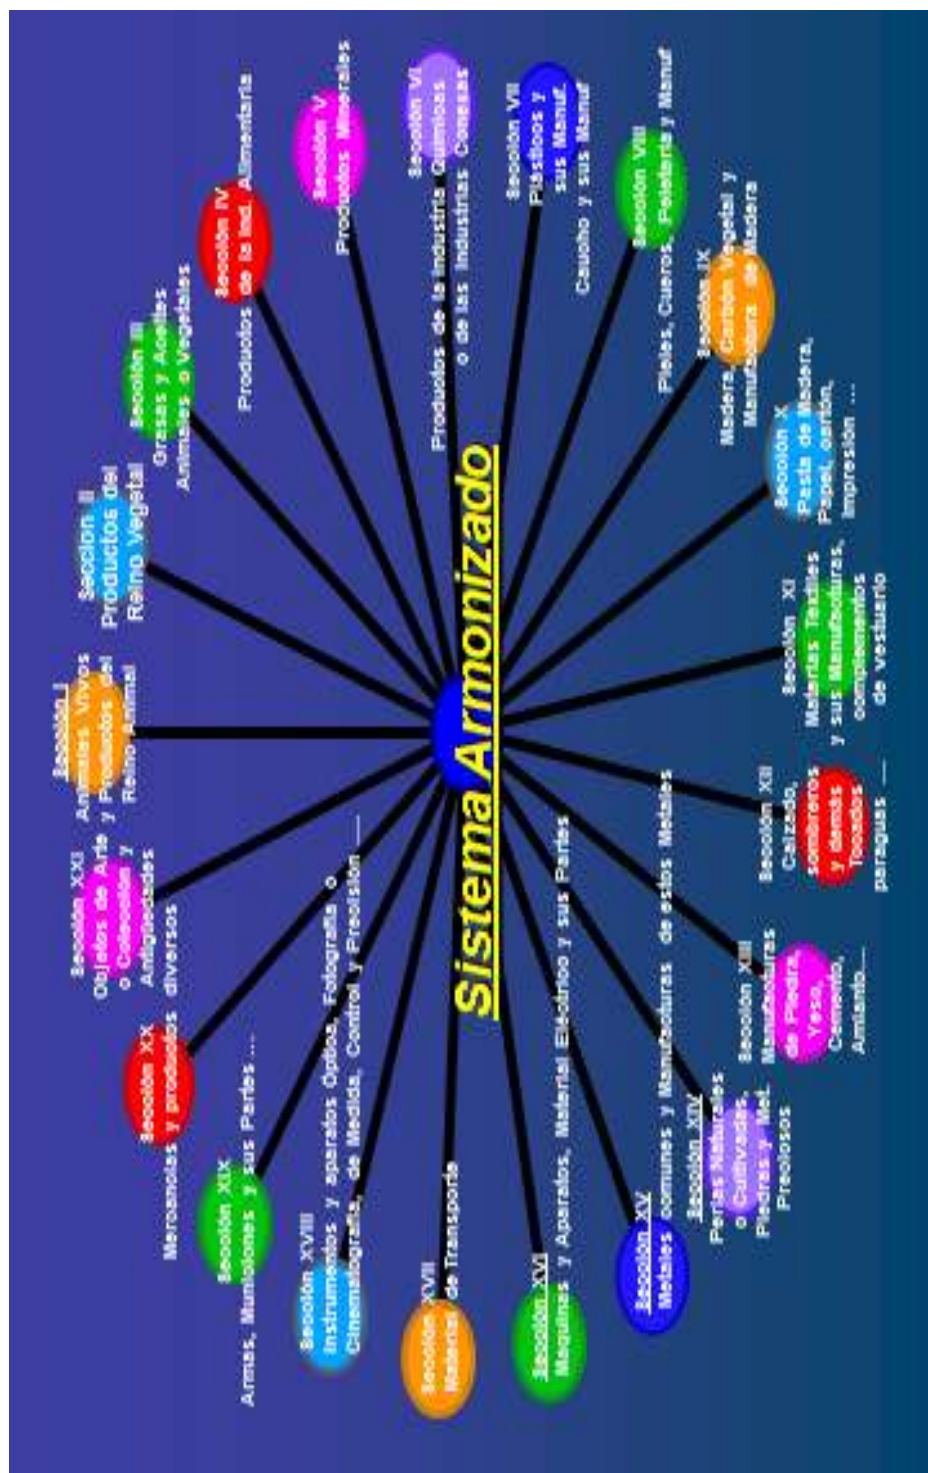 Sistema Armonizado
Sección I
Animales Vivos
y Productos del
Reino Animal
Sección II
Productos del
Reino Vegetal
Sección III
Grasas y Aceites
Animales o Vegetales
Sección IV
Productos de la Ind. Alimentaria
Sección V
Productos Minerales
Sección VI
Productos de la Industria Químicas
o de las Industrias Conexas
Sección VII
Plásticos y
sus Manuf.
Caucho y sus Manuf
Sección VIII
Pieles, Cueros, Peletería y Manuf
Sección IX
Madera, Carbón Vegetal y
Manufactura de Madera
Sección X
Pasta de Madera,
Papel, cartón,
Impresión ...
Sección XI
Materias Textiles
y sus Manufacturas,
complementos
de vestuario
Sección XII
Calzado,
sombreros
y demás
Tocados
paraguas ...
Sección XIII
Manufacturas
de Piedra,
Yeso,
Cemento,
Amianto...
Sección XIV
Perlas Naturales
o Cultivadas,
Piedras y Met.
Preciosos
Sección XV
Metales comunes y Manufacturas de estos Metales
Sección XVI
Maquinas y Aparatos, Material Eléctrico y sus Partes
Sección XVII
Material de Transporte
Sección XVIII
Instrumentos y aparatos Optica, Fotografía o
Cinematografía, de Medida, Control y Precisión ...
Sección XIX
Armas, Municiones y sus Partes ...
Sección XX
Mercancías y productos diversos
Sección XXI
Objetos de Arte
o Colección y
Antigüedades